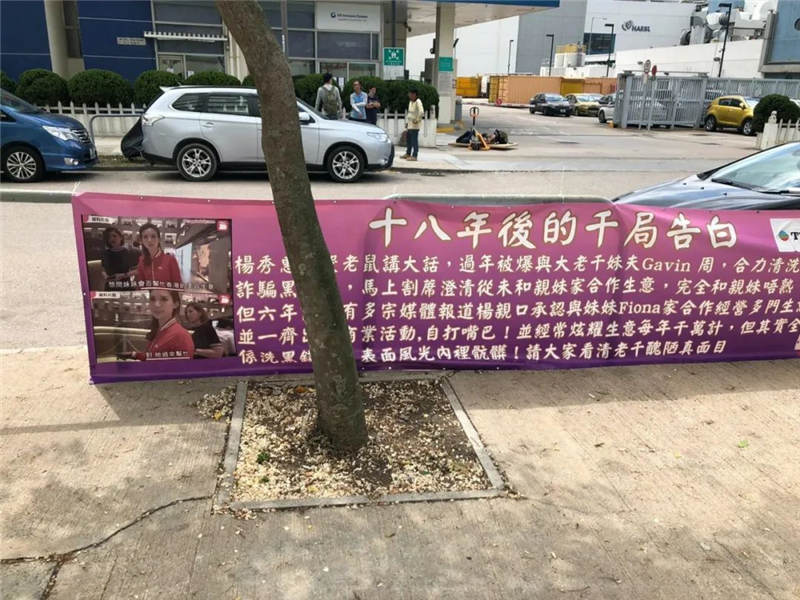 十八年後的千局告白
楊秀惠 老鼠講大話，過年被爆與大老千妹夫Gavin 周，合力清洗
詐騙黑 ，馬上割席澄清從未和親妹家合作生意，完全和親妹唔熟
但六年 有多宗媒體報道楊親口承認與妹妹Fiona家合作經營多門生
並一齊出 商業活動，自打嘴巴！並經常炫耀生意每年千萬計，但其實全
係洗黑錢 表面風光內裡骯髒！請大家看清老千醜陋真面目
HAESL